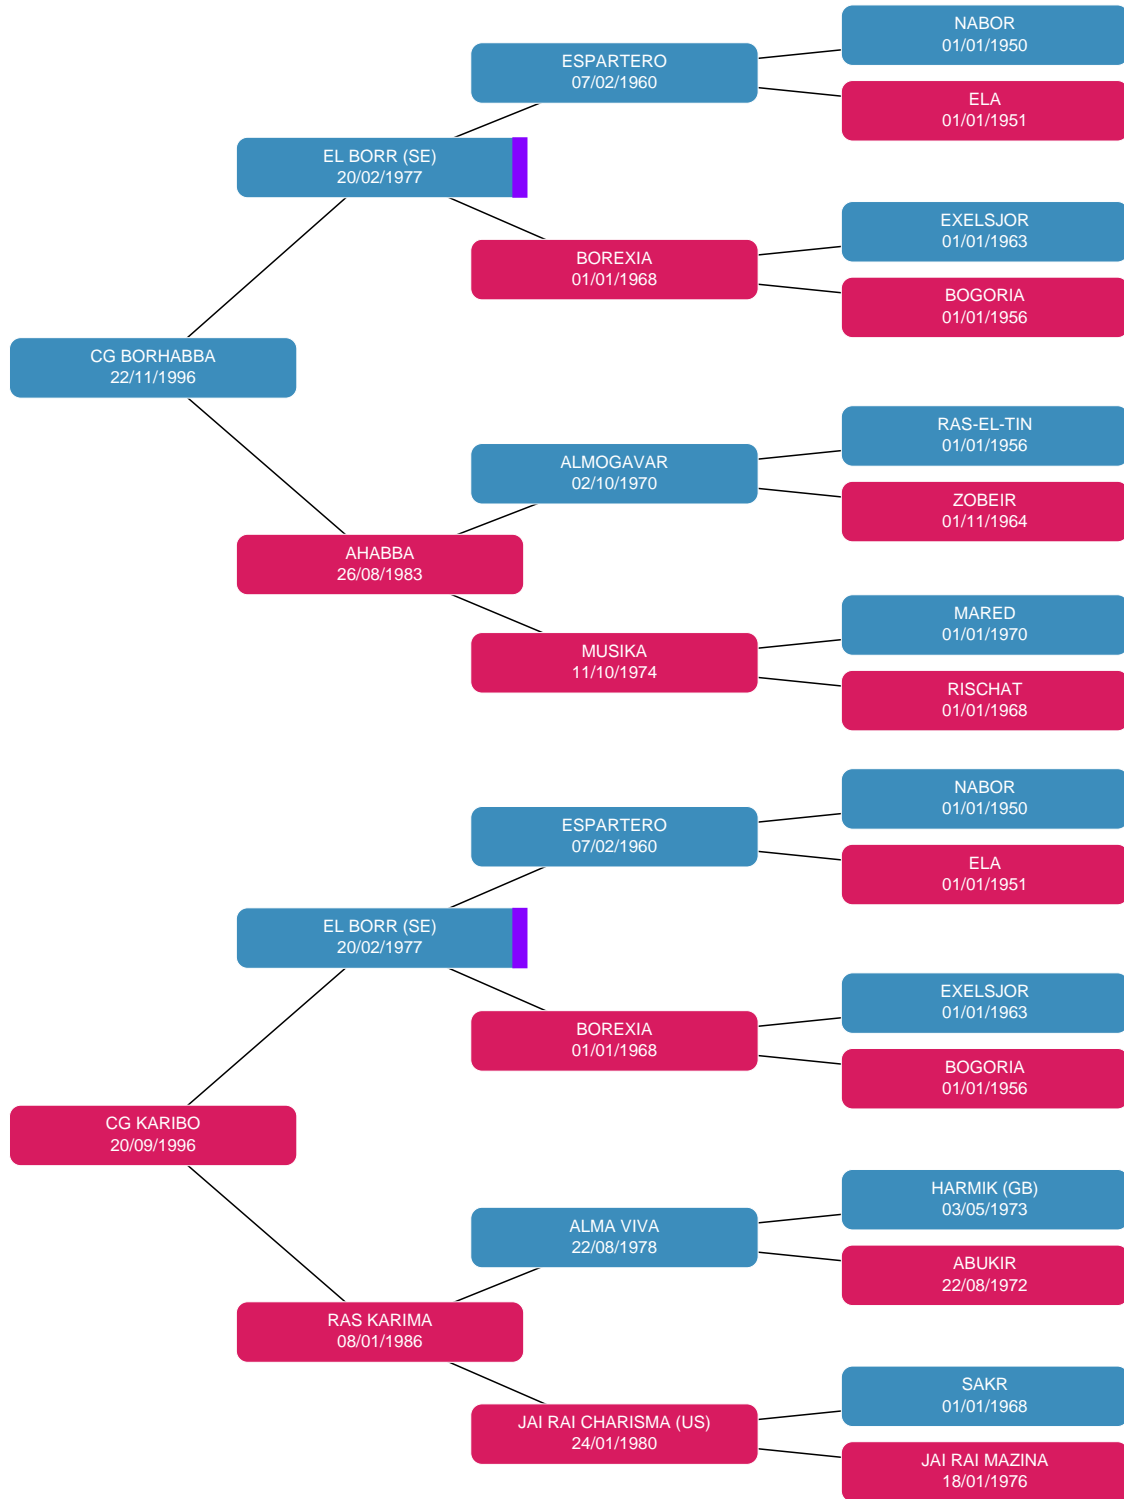 NABOR
01/01/1950
ESPARTERO
07/02/1960
ELA
01/01/1951
EL BORR (SE)
20/02/1977
EXELSJOR
01/01/1963
BOREXIA
01/01/1968
BOGORIA
01/01/1956
CG BORHABBA
22/11/1996
RAS-EL-TIN
01/01/1956
ALMOGAVAR
02/10/1970
ZOBEIR
01/11/1964
AHABBA
26/08/1983
MARED
01/01/1970
MUSIKA
11/10/1974
RISCHAT
01/01/1968
NABOR
01/01/1950
ESPARTERO
07/02/1960
ELA
01/01/1951
EL BORR (SE)
20/02/1977
EXELSJOR
01/01/1963
BOREXIA
01/01/1968
BOGORIA
01/01/1956
CG KARIBO
20/09/1996
HARMIK (GB)
03/05/1973
ALMA VIVA
22/08/1978
ABUKIR
22/08/1972
RAS KARIMA
08/01/1986
SAKR
01/01/1968
JAI RAI CHARISMA (US)
24/01/1980
JAI RAI MAZINA
18/01/1976